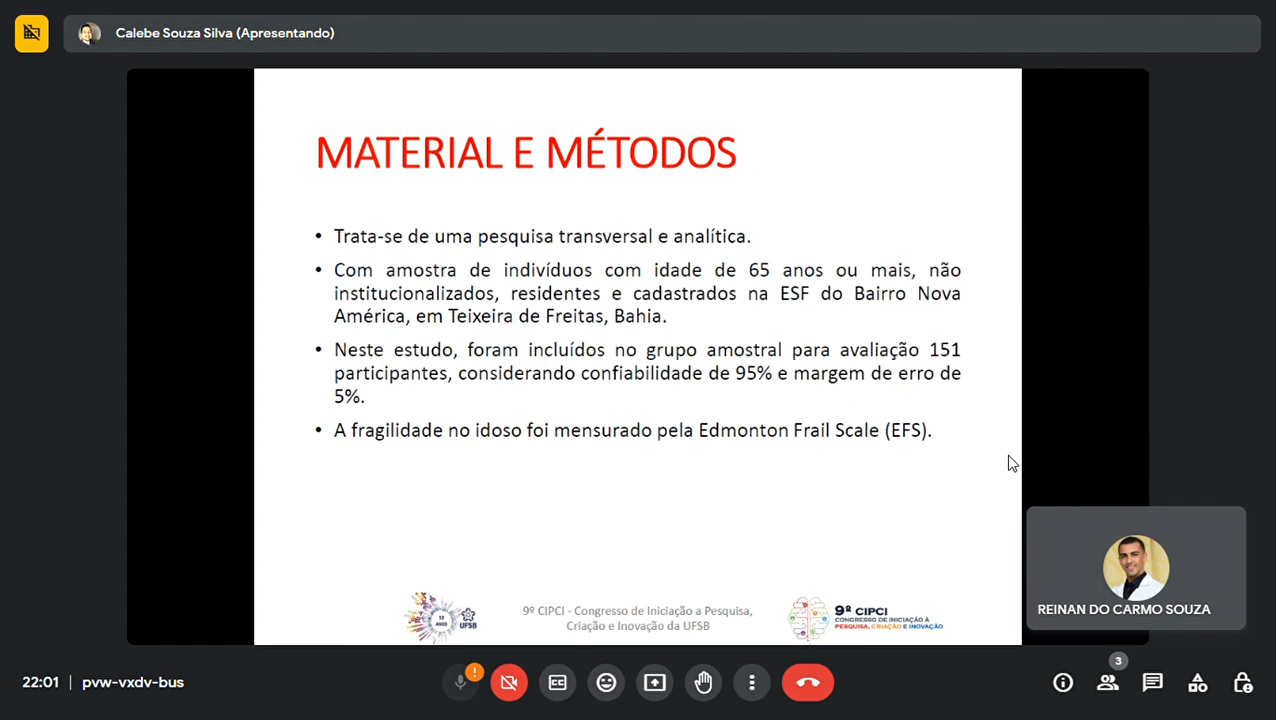 Calebe Souza Silva (Apresentando)
MATERIAL E MÉTODOS
• Trata-se de uma pesquisa transversal e analítica.
• Com amostra de indivíduos com idade de 65 anos ou mais, não
institucionalizados, residentes e cadastrados na ESF do Bairro Nova
América, em Teixeira de Freitas, Bahia.
• Neste estudo, foram incluídos no grupo amostral para avaliação 151
participantes, considerando confiabilidade de 95% e margem de erro de
5%.
• A fragilidade no idoso foi mensurado pela Edmonton Frail Scale (EFS).
10
ANOS
UFSB
9º CIPCI - Congresso de Iniciação a Pesquisa,
Criação e Inovação da UFSB
9º CIPCI
CONGRESSO DE INICIAÇÃO À
PESQUISA, CRIAÇÃO E INOVAÇÃO
REINAN DO CARMO SOUZA
22:01 | pvw-vxdv-bus
3